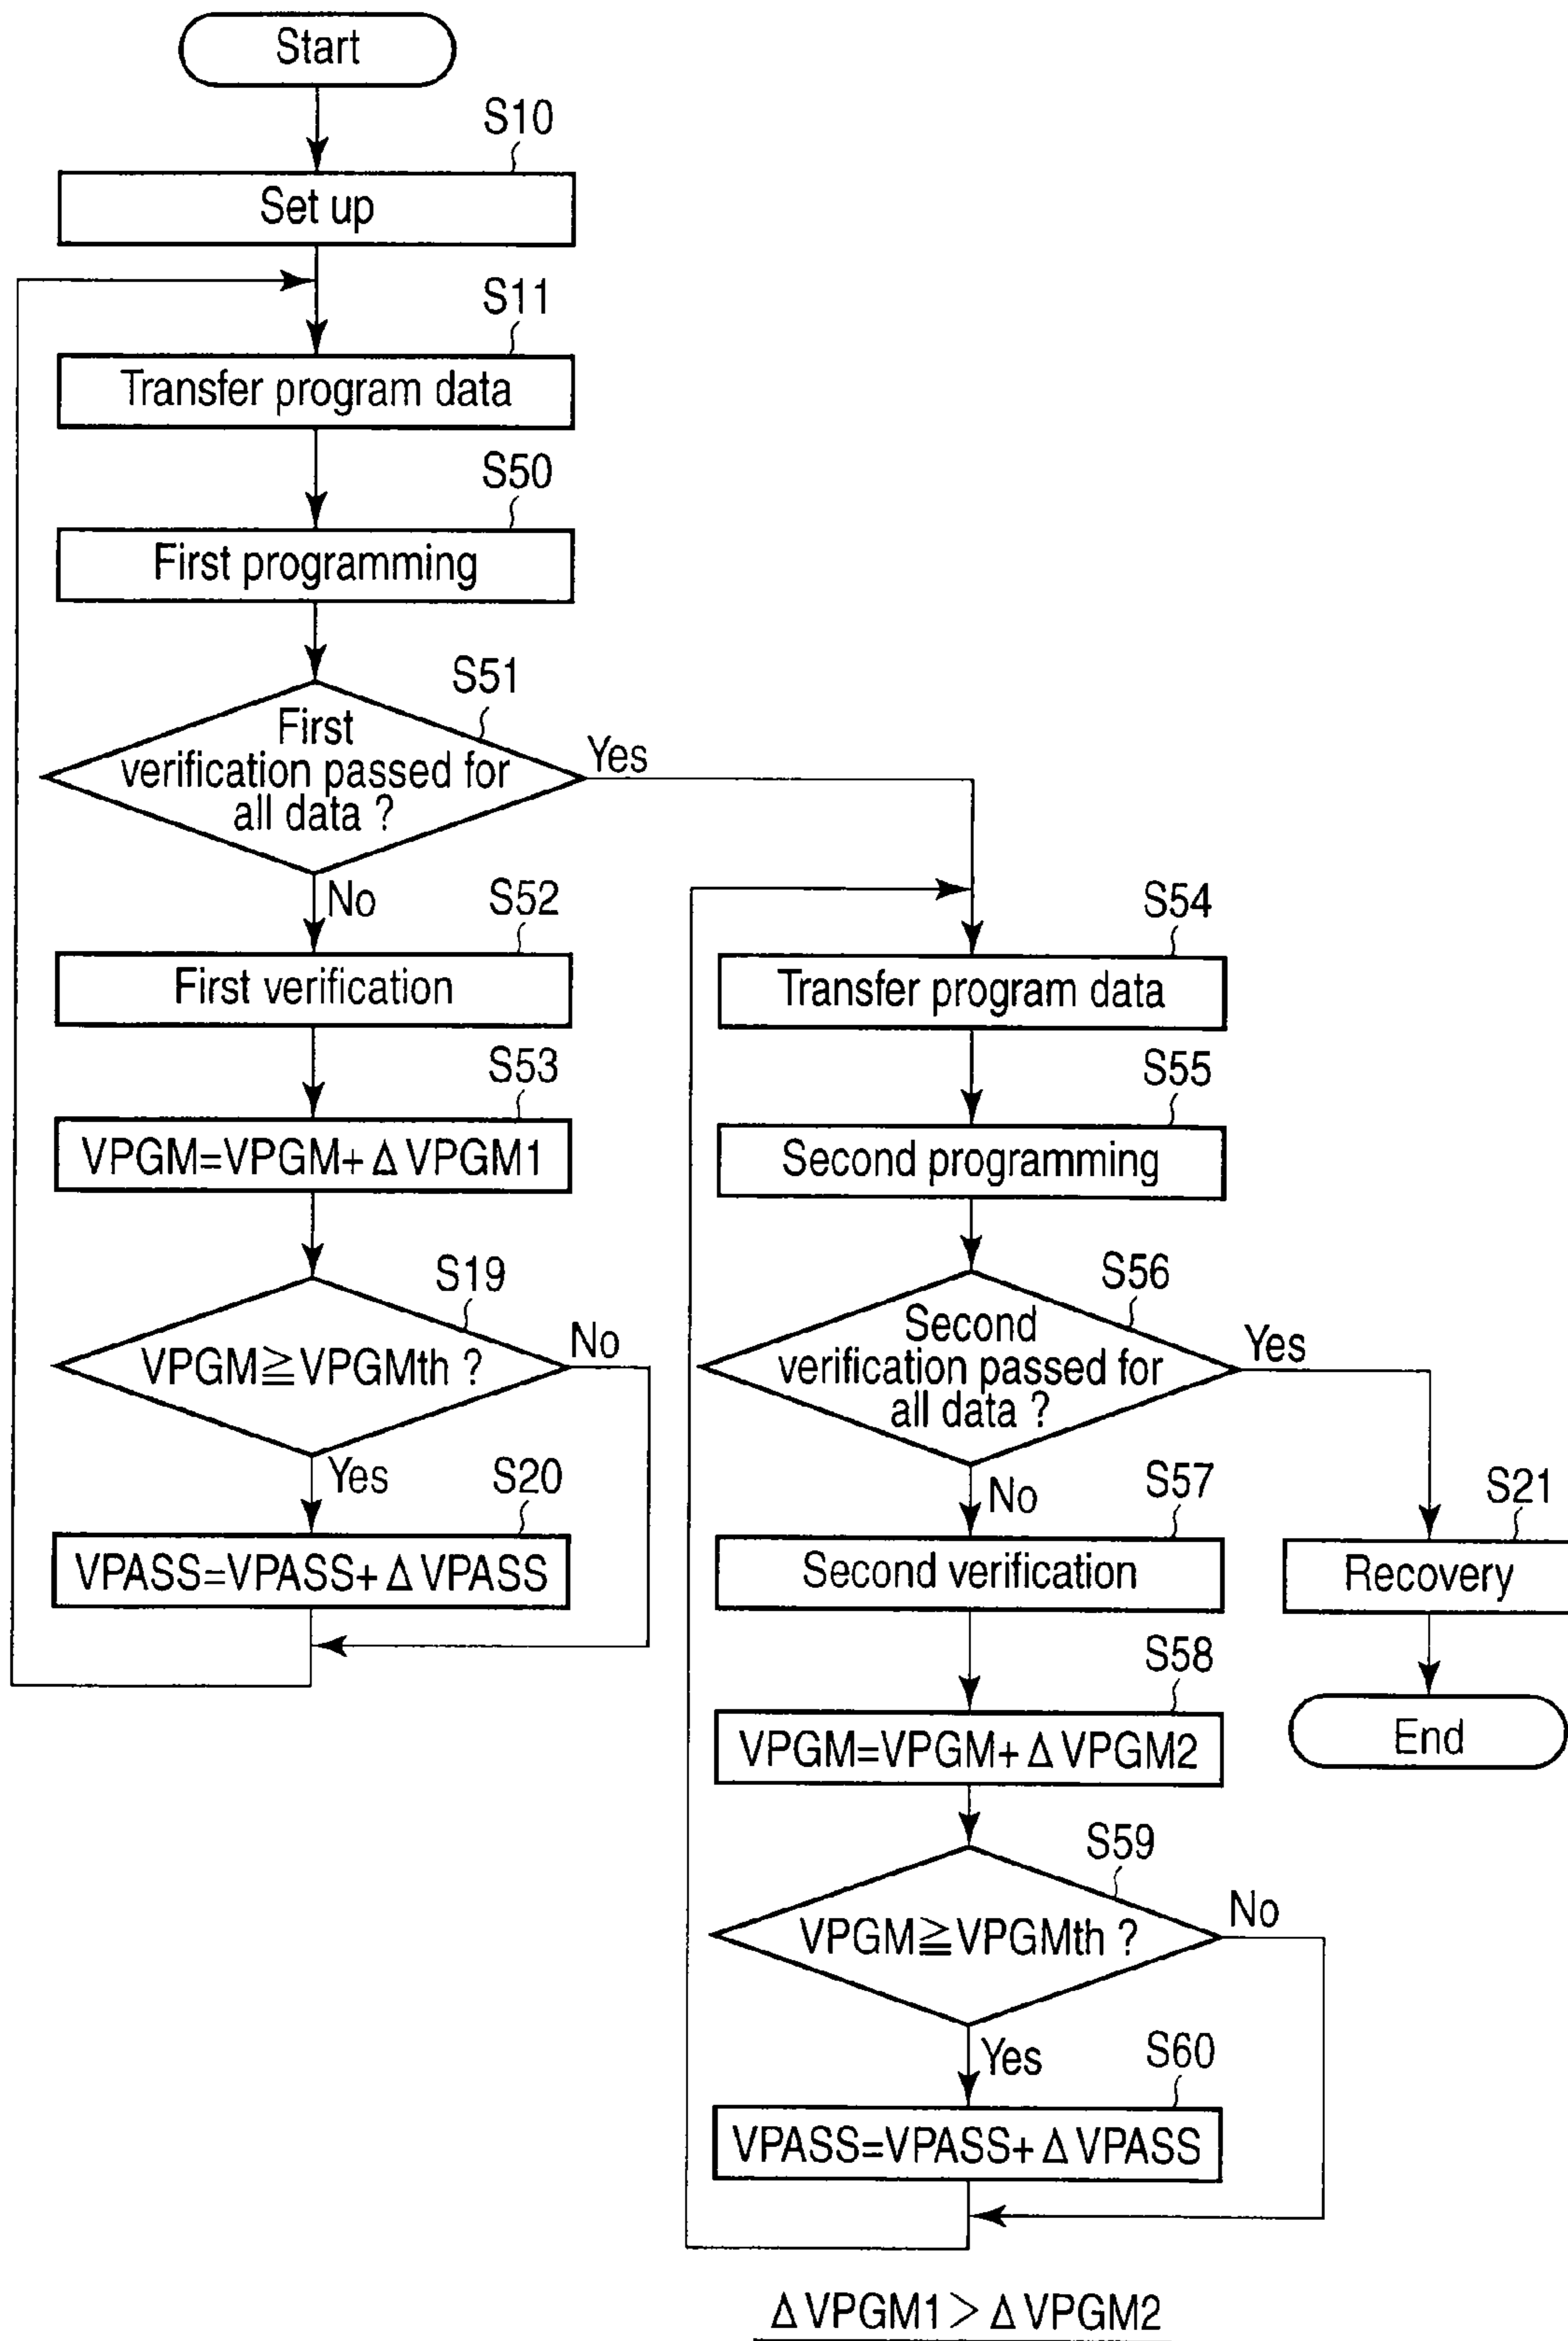 Start
S10
Set up
S11
Transfer program data
S50
First programming
S51
First
verification passed for
all data ?
Yes
No
S52
First verification
S53
VPGM=VPGM+ΔVPGM1
S19
VPGM≧VPGMth ?
No
Yes
S20
VPASS=VPASS+ΔVPASS
S54
Transfer program data
S55
Second programming
S56
Second
verification passed for
all data ?
Yes
No
S57
Second verification
S21
Recovery
End
S58
VPGM=VPGM+ΔVPGM2
S59
VPGM≧VPGMth ?
No
Yes
S60
VPASS=VPASS+ΔVPASS
ΔVPGM1>ΔVPGM2